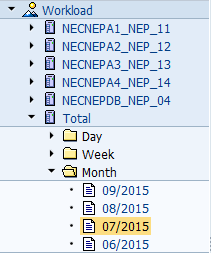 Workload
NECNEPA1_NEP_11
NECNEPA2_NEP_12
NECNEPA3_NEP_13
NECNEPA4_NEP_14
NECNEPDB_NEP_04
Total
Day
Week
Month
09/2015
08/2015
07/2015
06/2015